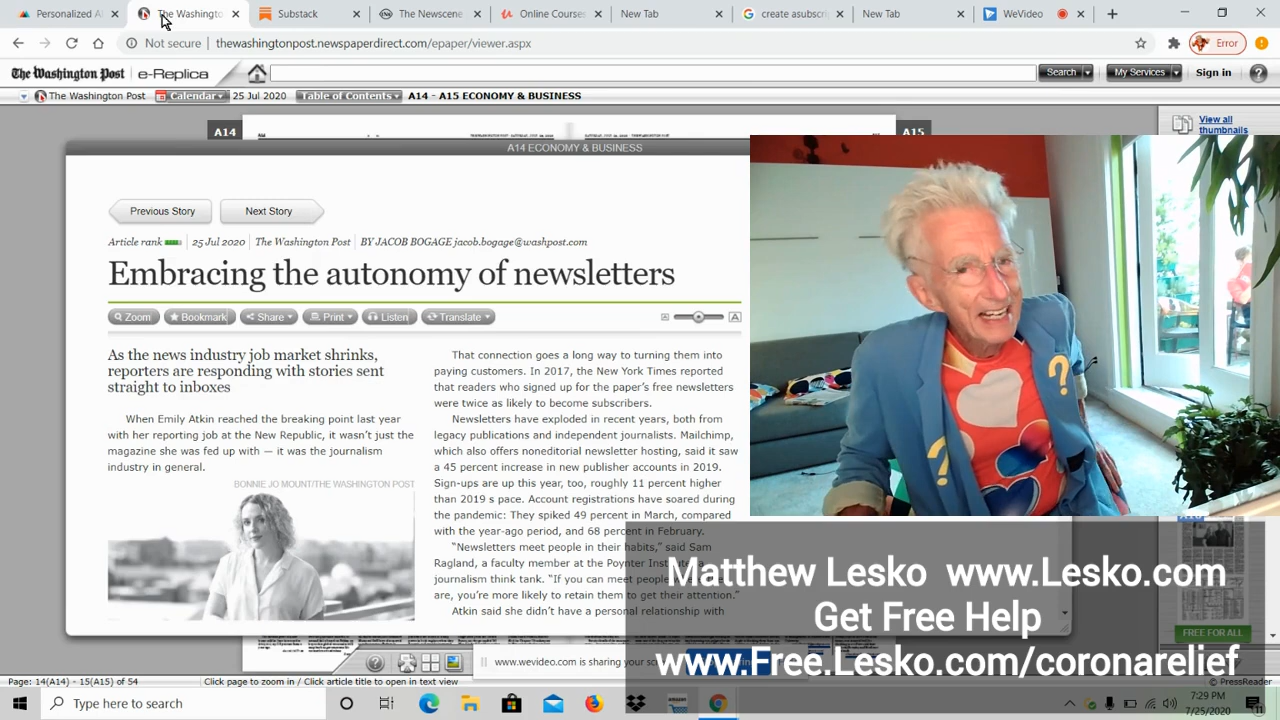 Personalized Al
The Washingto
Substack
The Newscene
Online Courses
New Tab
create asubscri
New Tab
WeVideo
Not secure
thewashingtonpost.newspaperdirect.com/epaper/viewer.aspx
Error
The Washington Post
e-Replica
Search
My Services
Sign in
The Washington Post
Calendar
25 Jul 2020
Table of Contents
A14 - A15 ECONOMY & BUSINESS
A14
A15
View all
thumbnails
A14 ECONOMY & BUSINESS
Previous Story
Next Story
Article rank
25 Jul 2020
The Washington Post
BY JACOB BOGAGE jacob.bogage@washpost.com
Embracing the autonomy of newsletters
Zoom
Bookmark
Share
Print
Listen
Translate
As the news industry job market shrinks,
reporters are responding with stories sent
straight to inboxes
When Emily Atkin reached the breaking point last year
with her reporting job at the New Republic, it wasn't just the
magazine she was fed up with — it was the journalism
industry in general.
BONNIE JO MOUNT/THE WASHINGTON POST
That connection goes a long way to turning them into
paying customers. In 2017, the New York Times reported
that readers who signed up for the paper's free newsletters
were twice as likely to become subscribers.
Newsletters have exploded in recent years, both from
legacy publications and independent journalists. Mailchimp,
which also offers noneditorial newsletter hosting, said it saw
a 45 percent increase in new publisher accounts in 2019.
Sign-ups are up this year, too, roughly 11 percent higher
than 2019 s pace. Account registrations have soared during
the pandemic: They spiked 49 percent in March, compared
with the year-ago period, and 68 percent in February.
"Newsletters meet people in their habits," said Sam
Ragland, a faculty member at the Poynter
journalism think tank. "If you can meet people
are, you're more likely to retain them to get their attention."
Atkin said she didn't have a personal relationship with
Matthew Lesko www.Lesko.com
Get Free Help
www.Free.Lesko.com/coronarelief
FREE FOR ALL
www.wevideo.com is sharing your
Page: 14(A14) - 15(A15) of 54
Click page to zoom in / Click article title to open in text view
© PressReader
Type here to search
7:29 PM
7/25/2020
11